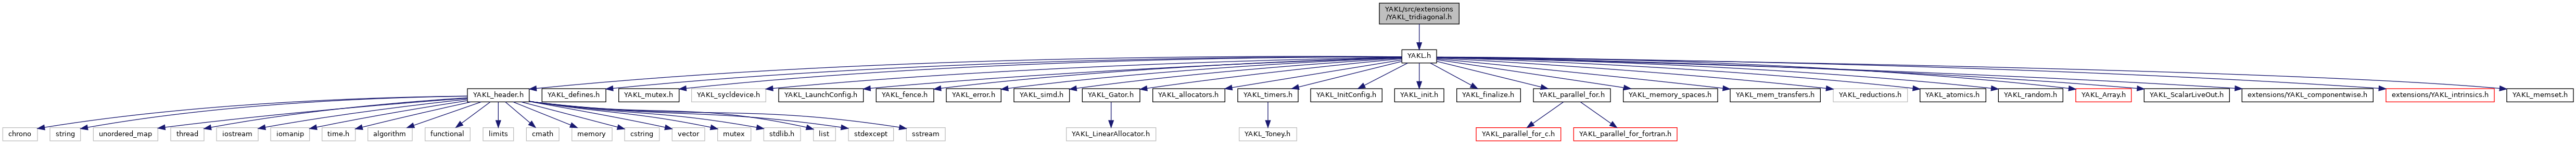 YAKL/src/extensions
/YAKL_tridiagonal.h
YAKL.h
YAKL_header.h
YAKL_defines.h
YAKL_mutex.h
YAKL_sycldevice.h
YAKL_LaunchConfig.h
YAKL_fence.h
YAKL_error.h
YAKL_simd.h
YAKL_Gator.h
YAKL_allocators.h
YAKL_timers.h
YAKL_InitConfig.h
YAKL_init.h
YAKL_finalize.h
YAKL_parallel_for.h
YAKL_memory_spaces.h
YAKL_mem_transfers.h
YAKL_reductions.h
YAKL_atomics.h
YAKL_random.h
YAKL_Array.h
YAKL_ScalarLiveOut.h
extensions/YAKL_componentwise.h
extensions/YAKL_intrinsics.h
YAKL_memset.h
chrono
string
unordered_map
thread
iostream
iomanip
time.h
algorithm
functional
limits
cmath
memory
cstring
vector
mutex
stdlib.h
list
stdexcept
sstream
YAKL_LinearAllocator.h
YAKL_Toney.h
YAKL_parallel_for_c.h
YAKL_parallel_for_fortran.h